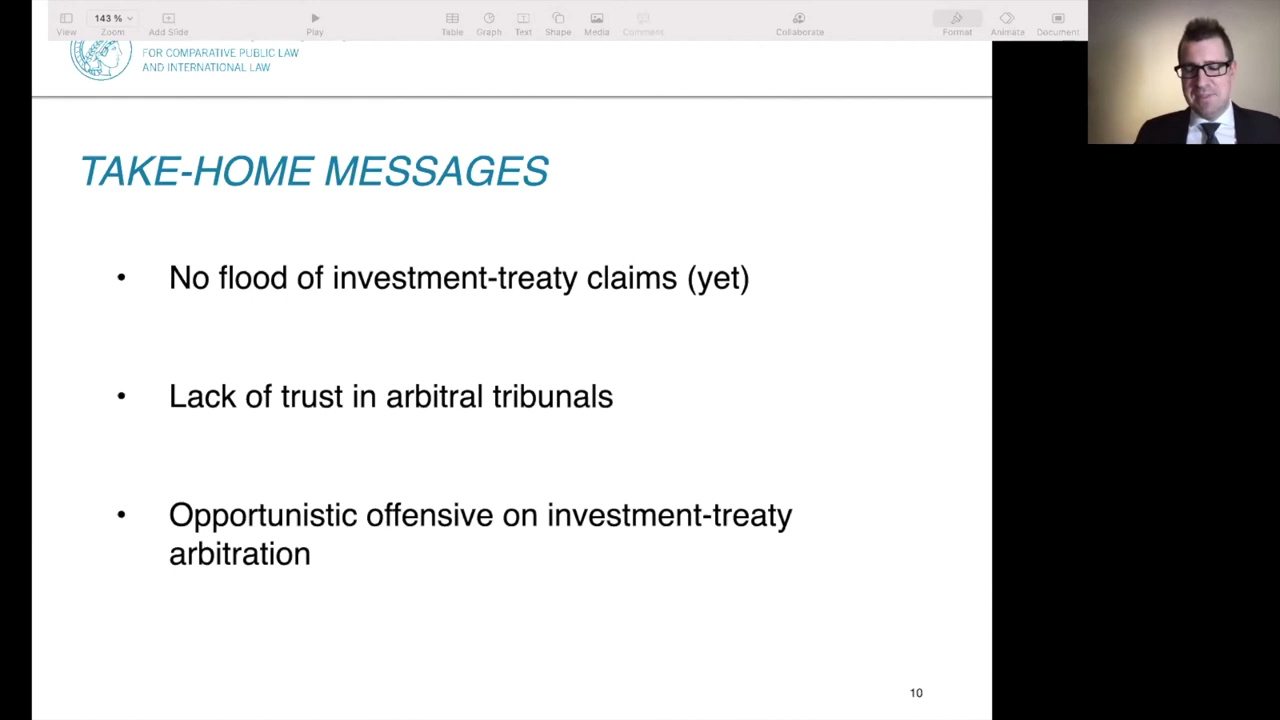 143 %
View
Zoom
Add Slide
Play
Table
Graph
Text
Shape
Media
Comment
Collaborate
Format
Animate
Document
FOR COMPARATIVE PUBLIC LAW
AND INTERNATIONAL LAW
TAKE-HOME MESSAGES
• No flood of investment-treaty claims (yet)
• Lack of trust in arbitral tribunals
• Opportunistic offensive on investment-treaty
arbitration
10